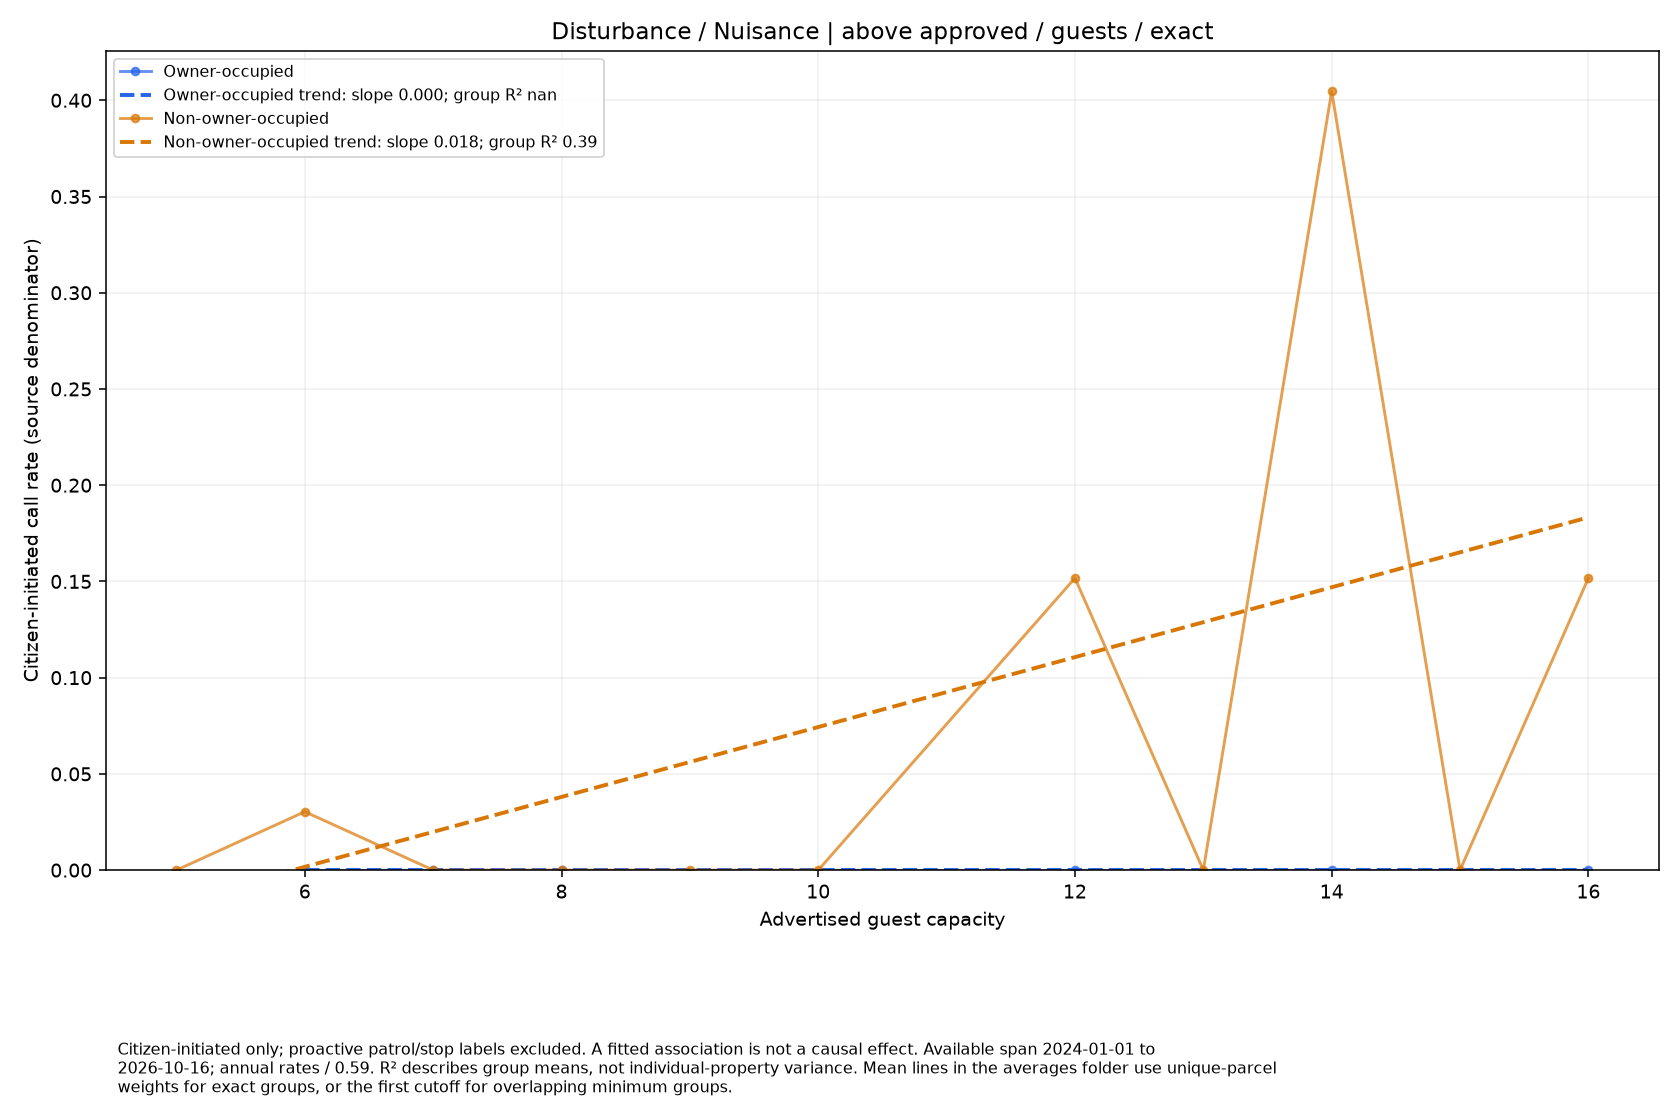 Disturbance / Nuisance | above approved / guests / exact
Owner-occupied
Owner-occupied trend: slope 0.000; group R² nan
Non-owner-occupied
Non-owner-occupied trend: slope 0.018; group R² 0.39
0.40
0.35
0.30
0.25
0.20
0.15
0.10
0.05
0.00
Citizen-initiated call rate (source denominator)
6 8 10 12 14 16
Advertised guest capacity
Citizen-initiated only; proactive patrol/stop labels excluded. A fitted association is not a causal effect. Available span 2024-01-01 to
2026-10-16; annual rates / 0.59. R² describes group means, not individual-property variance. Mean lines in the averages folder use unique-parcel
weights for exact groups, or the first cutoff for overlapping minimum groups.